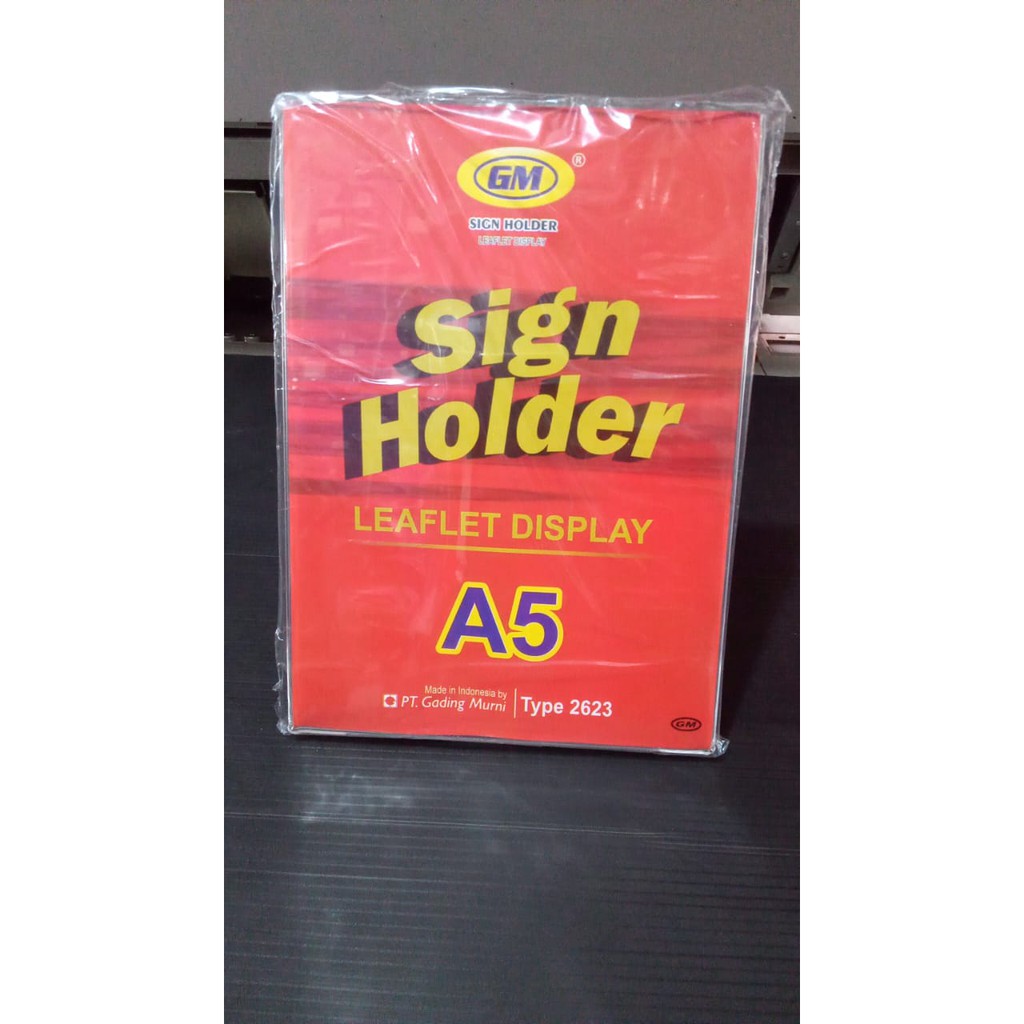 GM ®
SIGN HOLDER
LEAFLET DISPLAY
Sign
Holder
LEAFLET DISPLAY
A5
Made in Indonesia by
PT. Gading Murni
Type 2623
GM